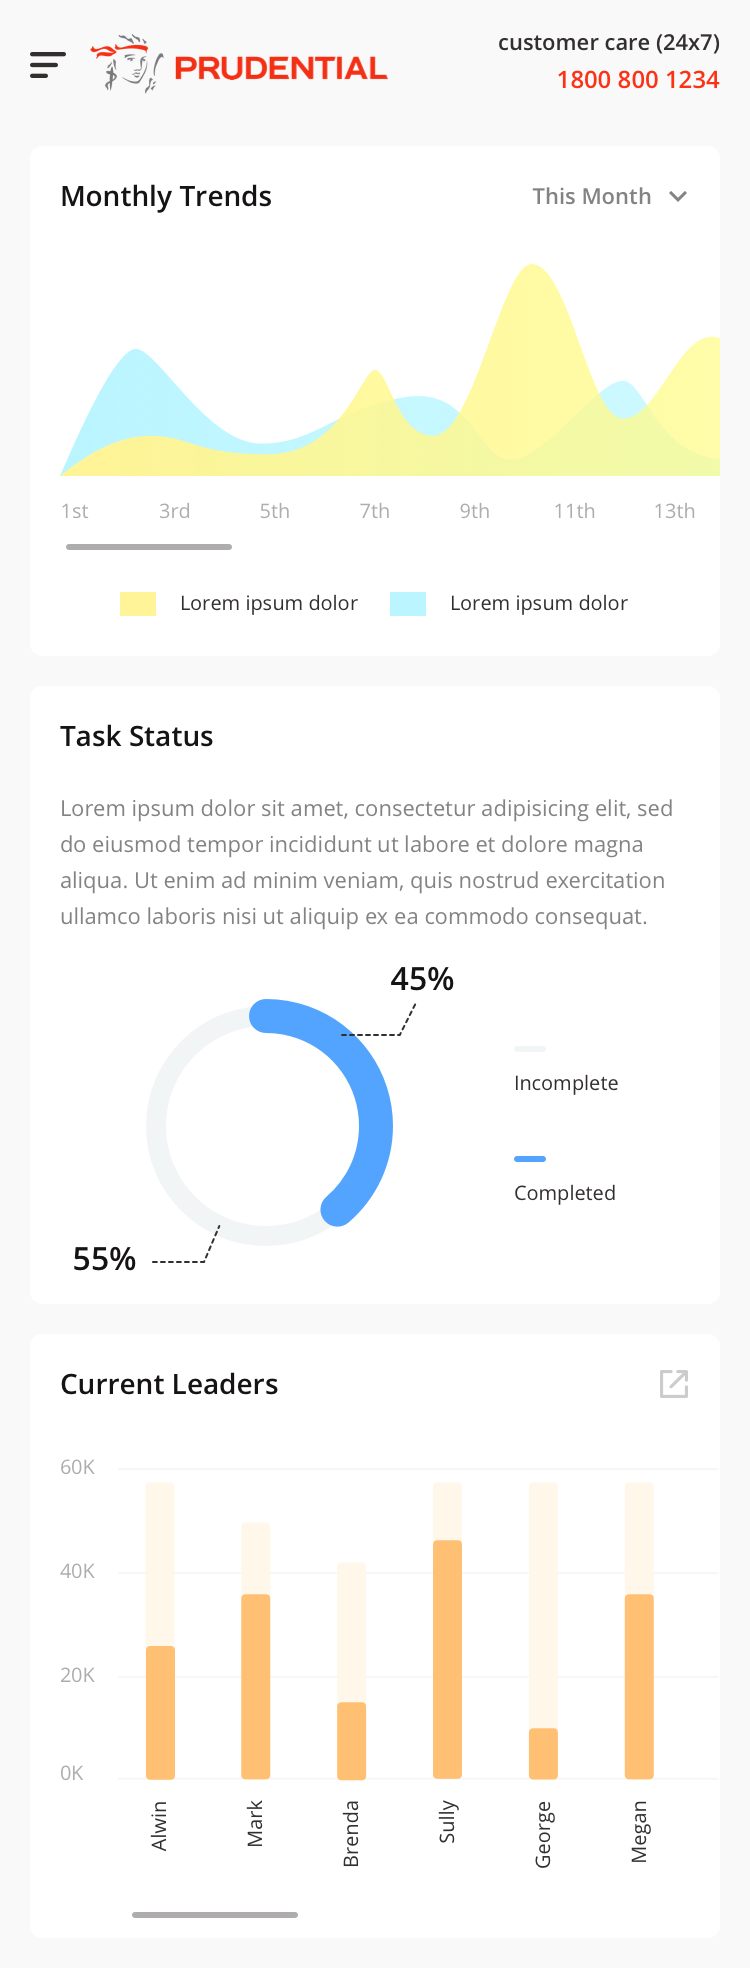 customer care (24x7)
PRUDENTIAL
1800 800 1234
Monthly Trends
This Month
1st 3rd 5th 7th 9th 11th 13th
Lorem ipsum dolor
Lorem ipsum dolor
Task Status
Lorem ipsum dolor sit amet, consectetur adipisicing elit, sed
do eiusmod tempor incididunt ut labore et dolore magna
aliqua. Ut enim ad minim veniam, quis nostrud exercitation
ullamco laboris nisi ut aliquip ex ea commodo consequat.
45%
Incomplete
Completed
55%
Current Leaders
60K
40K
20K
0K
Alwin
Mark
Brenda
Sully
George
Megan